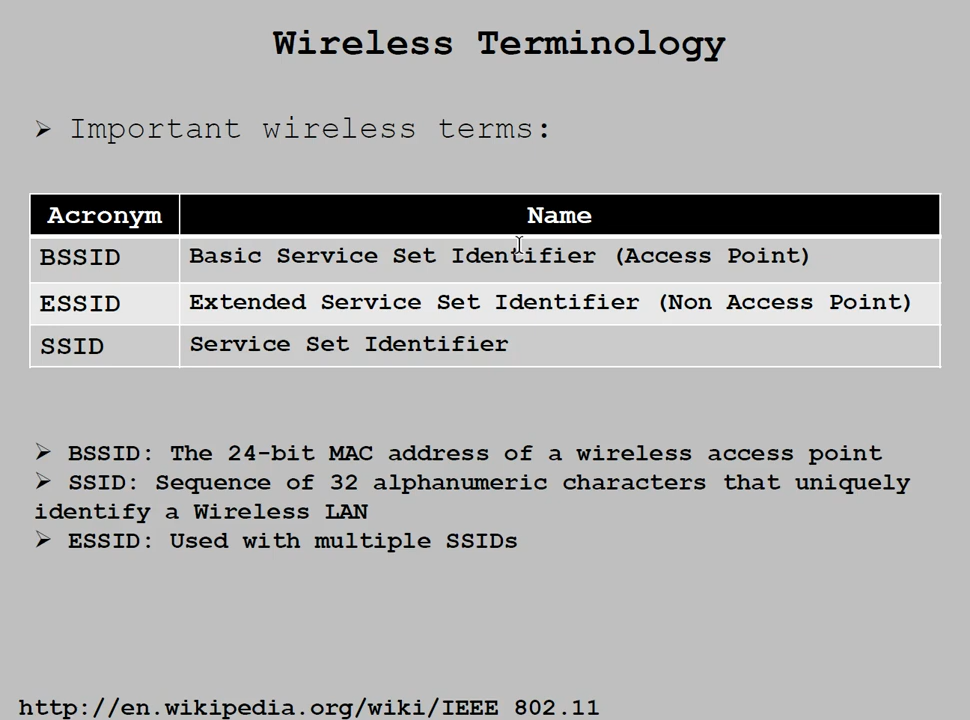 Wireless Terminology
➢ Important wireless terms:
Acronym Name
BSSID Basic Service Set Identifier (Access Point)
ESSID Extended Service Set Identifier (Non Access Point)
SSID Service Set Identifier
➢ BSSID: The 24-bit MAC address of a wireless access point
➢ SSID: Sequence of 32 alphanumeric characters that uniquely
identify a Wireless LAN
➢ ESSID: Used with multiple SSIDs
http://en.wikipedia.org/wiki/IEEE 802.11